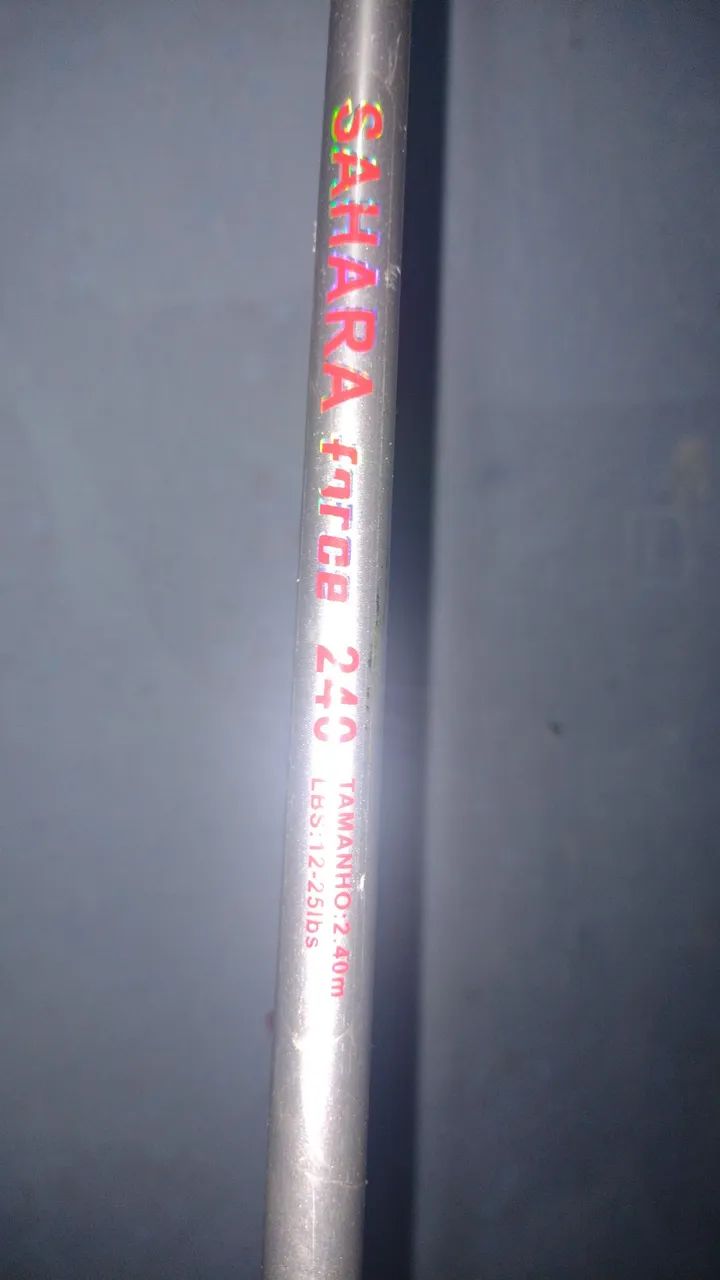 SAHARA force 240
TAMANHO:2.40m
LBS:12-25lbs